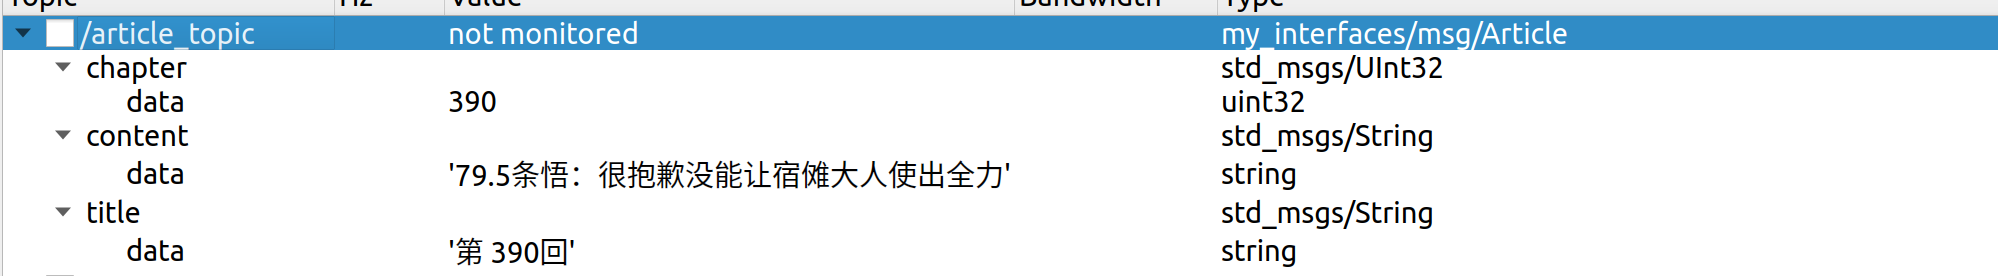 Topic Hz Value Bandwidth Type
/article_topic not monitored my_interfaces/msg/Article
chapter std_msgs/UInt32
data 390 uint32
content std_msgs/String
data '79.5条悟：很抱歉没能让宿傩大人使出全力' string
title std_msgs/String
data '第 390回' string